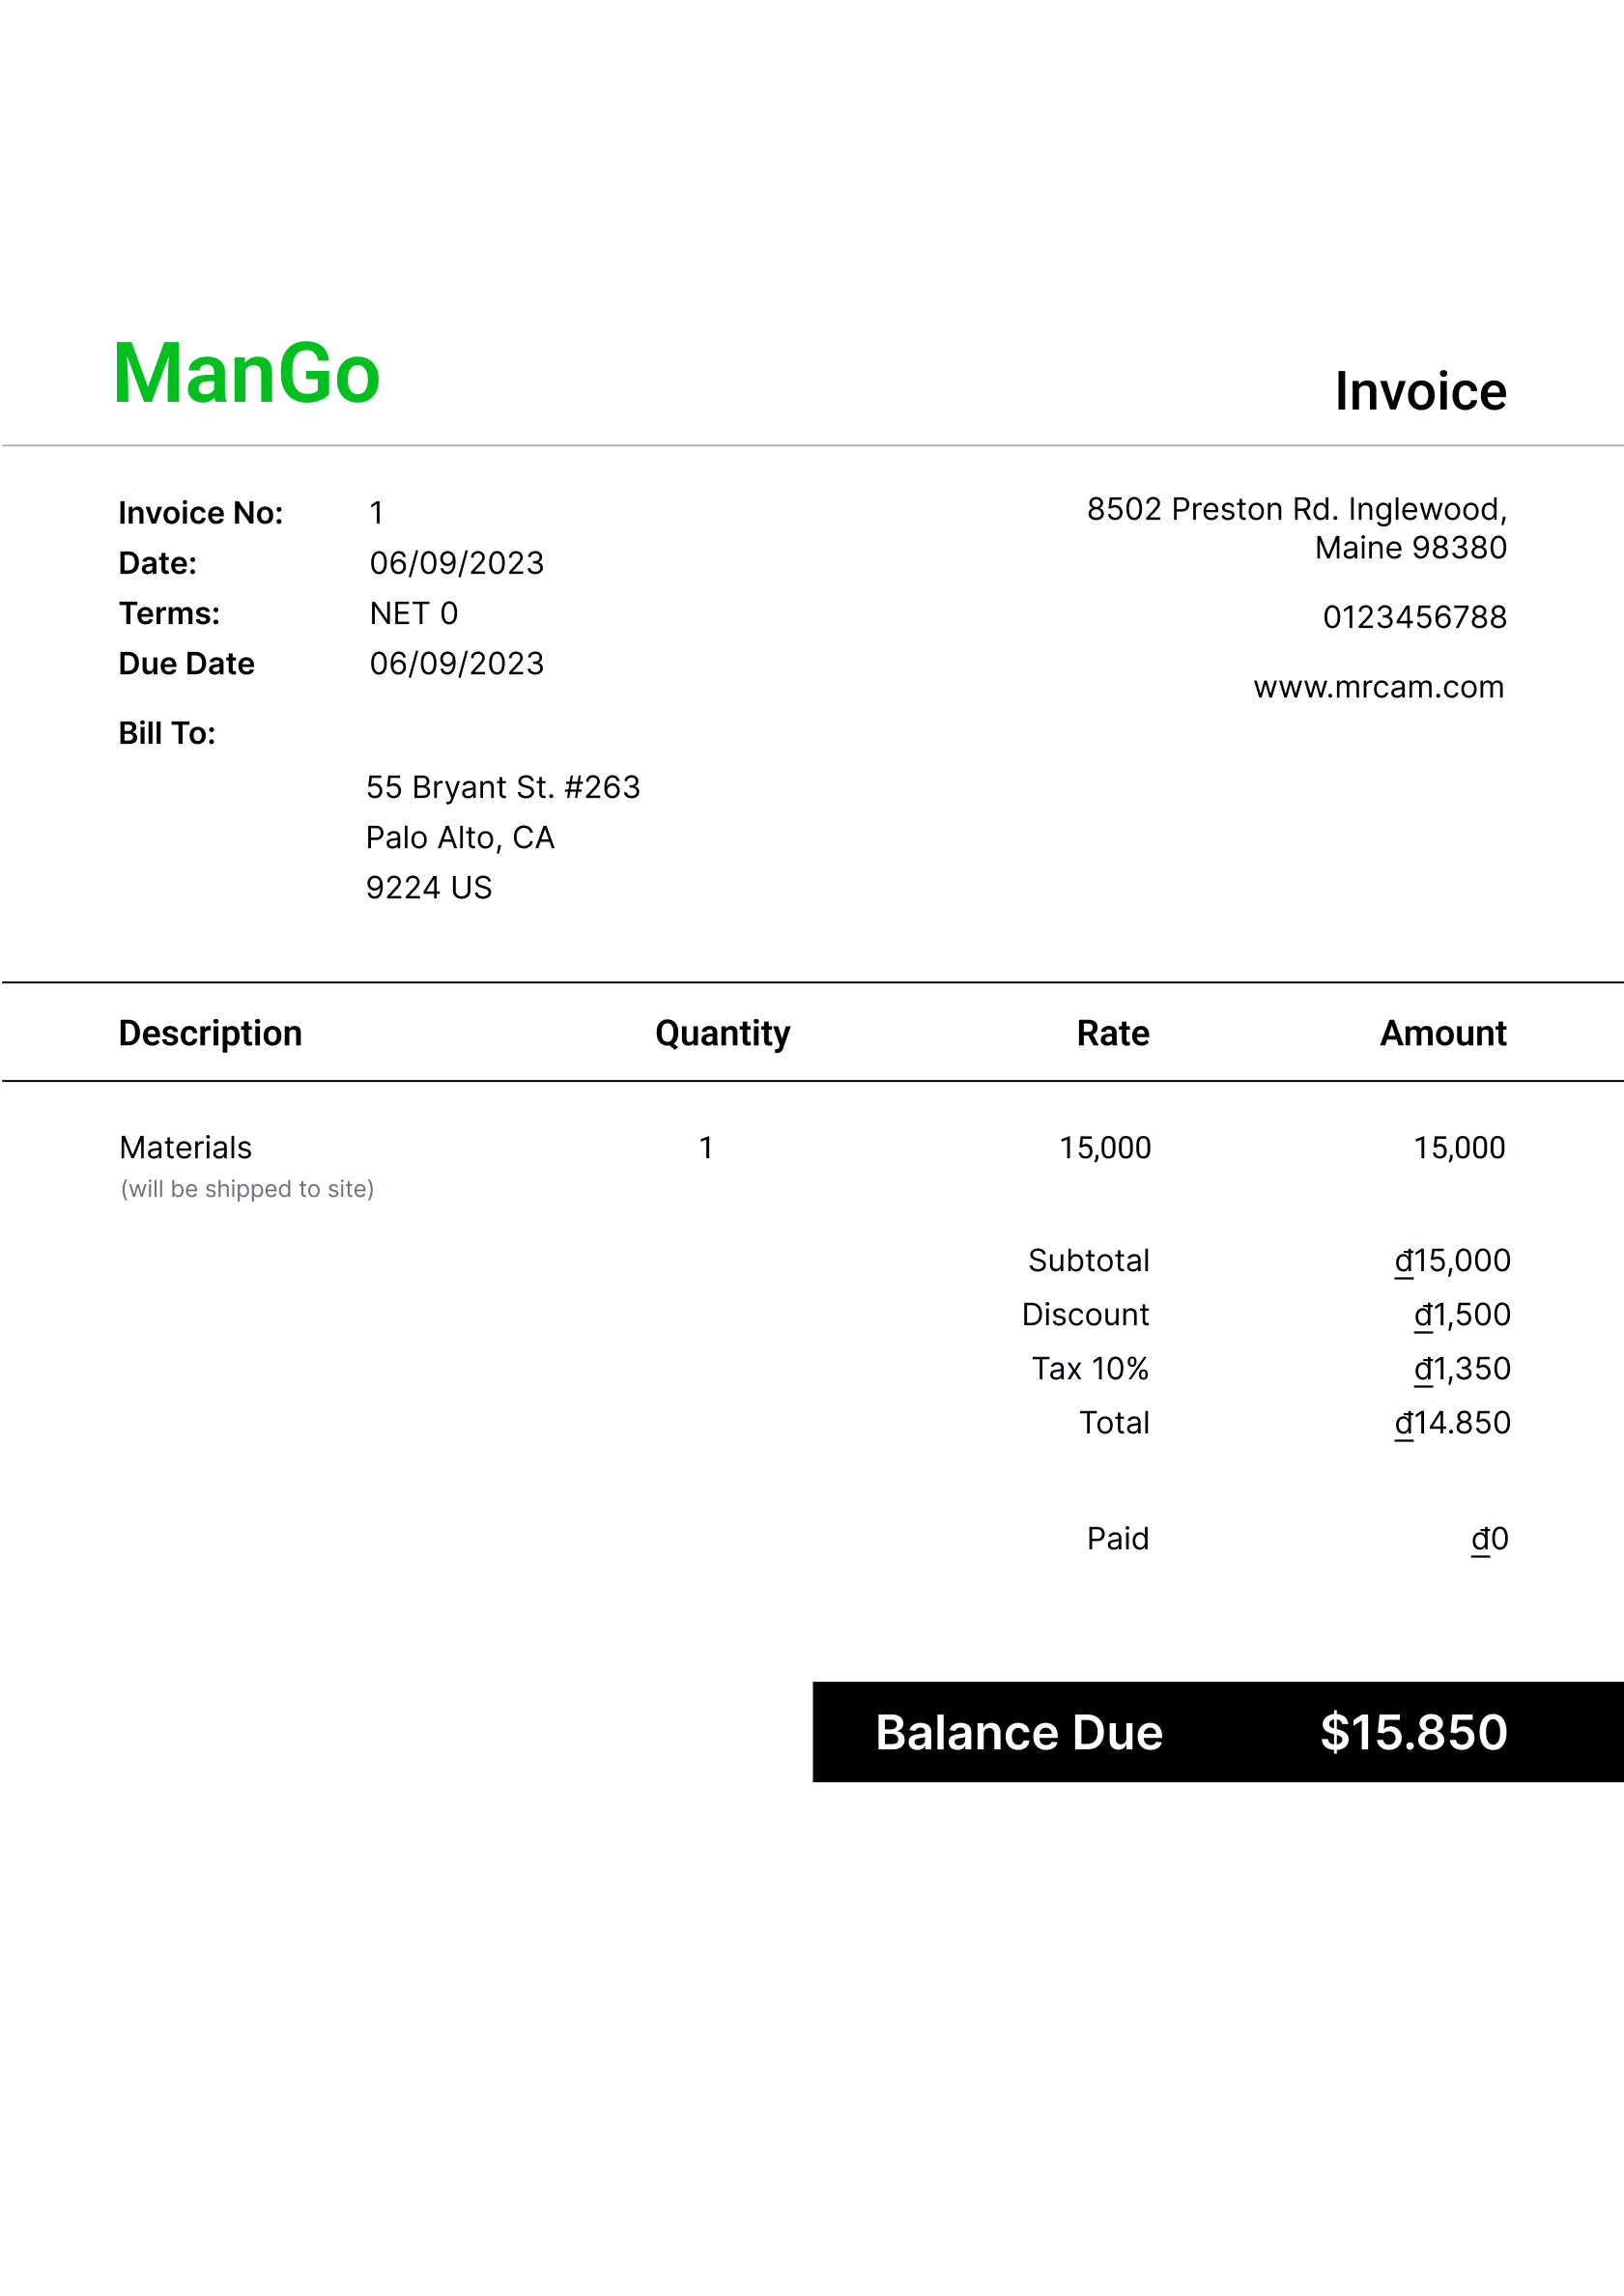 ManGo
Invoice
Invoice No: 1
Date: 06/09/2023
Terms: NET 0
Due Date 06/09/2023
8502 Preston Rd. Inglewood,
Maine 98380
0123456788
www.mrcam.com
Bill To:
55 Bryant St. #263
Palo Alto, CA
9224 US
Description Quantity Rate Amount
Materials 1 15,000 15,000
(will be shipped to site)
Subtotal ₫15,000
Discount ₫1,500
Tax 10% ₫1,350
Total ₫14.850
Paid ₫0
Balance Due $15.850